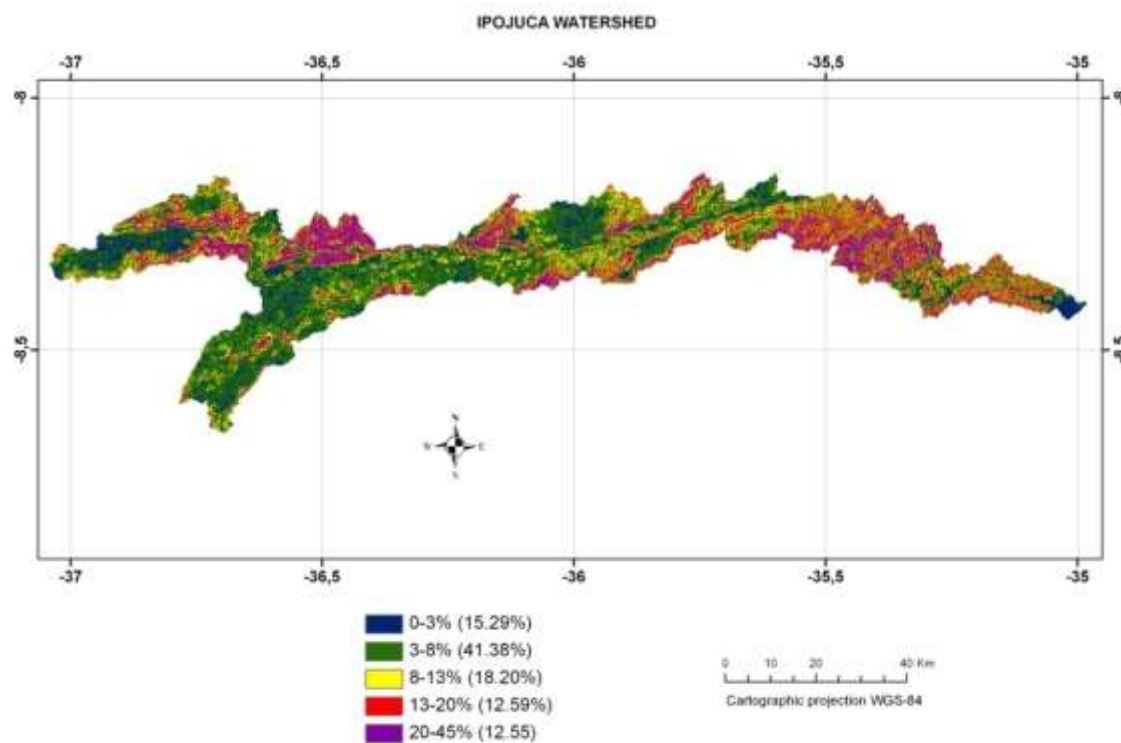 IPOJUCA WATERSHED
-37 -36,5 -36 -35,5 -35
-8 -8
-8,5 -8,5
N
W E
S
-37 -36,5 -36 -35,5 -35
0-3% (15.29%)
3-8% (41.38%)
8-13% (18.20%)
13-20% (12.59%)
20-45% (12.55)
0 10 20 40 Km
Cartographic projection WGS-84